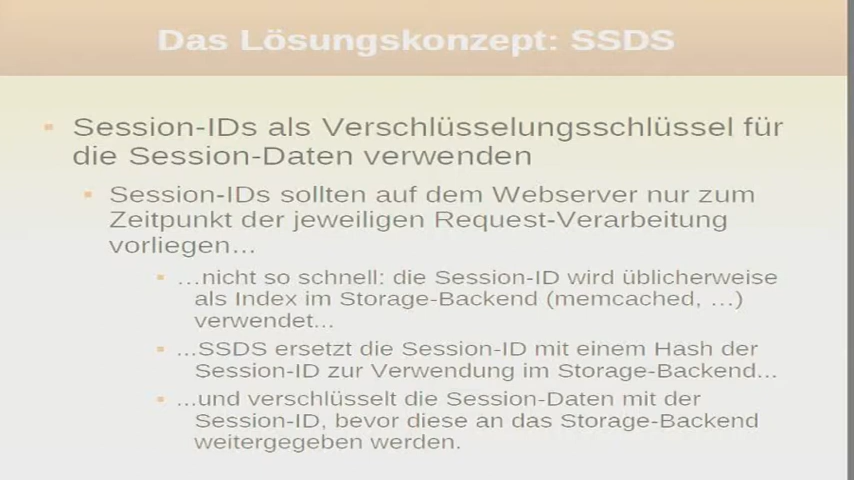 Das Lösungskonzept: SSDS
Session-IDs als Verschlüsselungsschlüssel für
die Session-Daten verwenden
Session-IDs sollten auf dem Webserver nur zum
Zeitpunkt der jeweiligen Request-Verarbeitung
vorliegen...
...nicht so schnell: die Session-ID wird üblicherweise
als Index im Storage-Backend (memcached, ...)
verwendet...
...SSDS ersetzt die Session-ID mit einem Hash der
Session-ID zur Verwendung im Storage-Backend...
...und verschlüsselt die Session-Daten mit der
Session-ID, bevor diese an das Storage-Backend
weitergegeben werden.